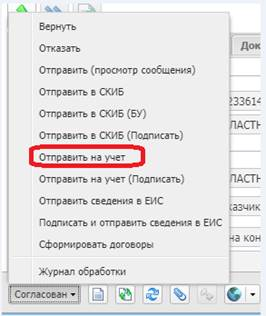 Вернуть
Док
Отказать
Отправить (просмотр сообщения)
Отправить в СКИБ
233614
Отправить в СКИБ (БУ)
ЛАСТН
Отправить в СКИБ (Подписать)
Отправить на учет
Отправить на учет (Подписать)
ЛАСТН
Отправить сведения в ЕИС
казчик
Подписать и отправить сведения в ЕИС
на кон
Сформировать договоры
Журнал обработки
Согласован